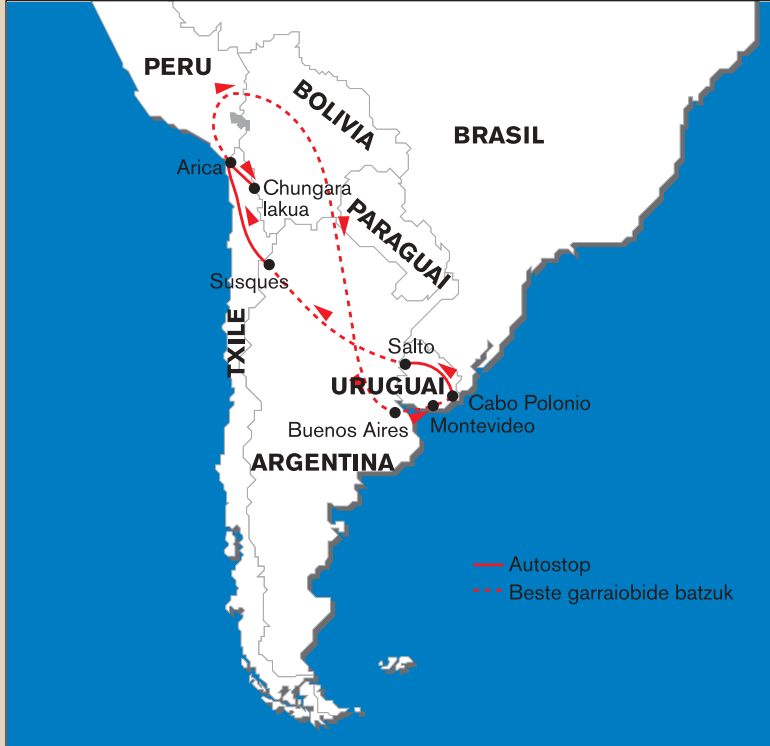 PERU
BOLIVIA
BRASIL
Arica
Chungara
lakua
PARAGUAI
Susques
TXILE
Salto
URUGUAI
Cabo Polonio
Buenos Aires
Montevideo
ARGENTINA
Autostop
Beste garraiobide batzuk